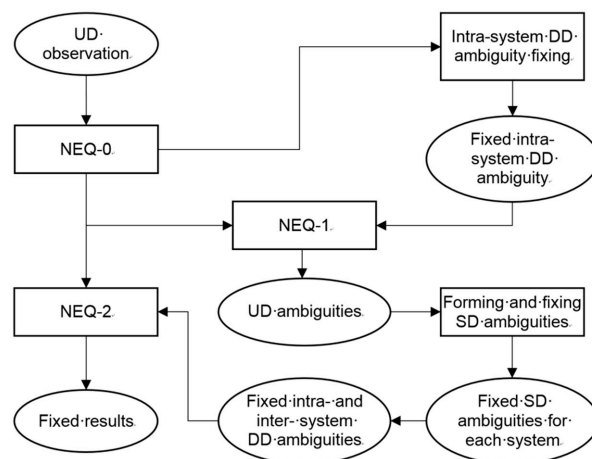 UD·
observation
Intra-system·DD·
ambiguity·fixing
NEQ-0
Fixed·intra-
system·DD·
ambiguity
NEQ-1
NEQ-2
UD·ambiguities
Forming·and·fixing
SD·ambiguities
Fixed·results
Fixed·intra-·and
inter-·system·
DD·ambiguities
Fixed·SD·
ambiguities·for·
each·system